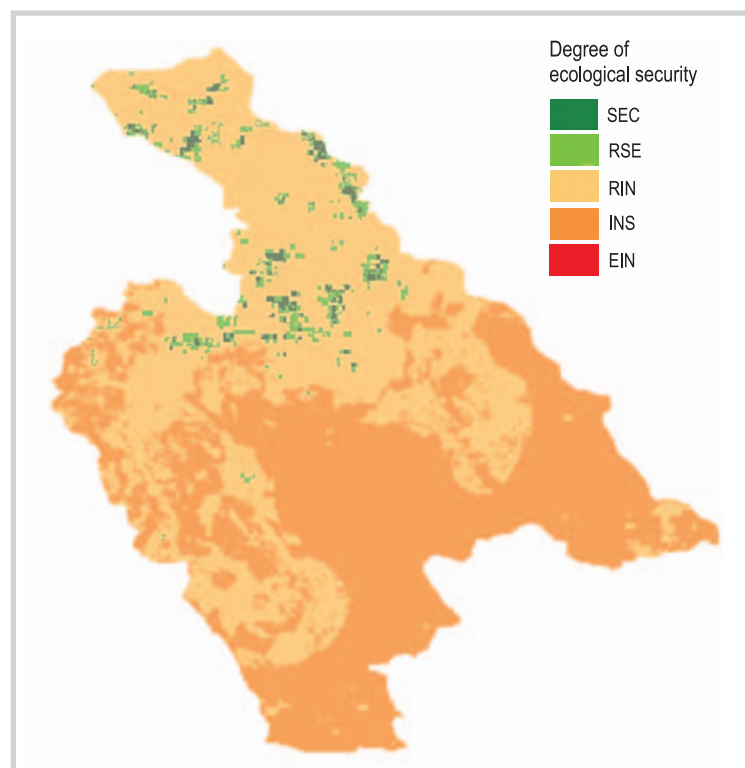 Degree of
ecological security
SEC
RSE
RIN
INS
EIN